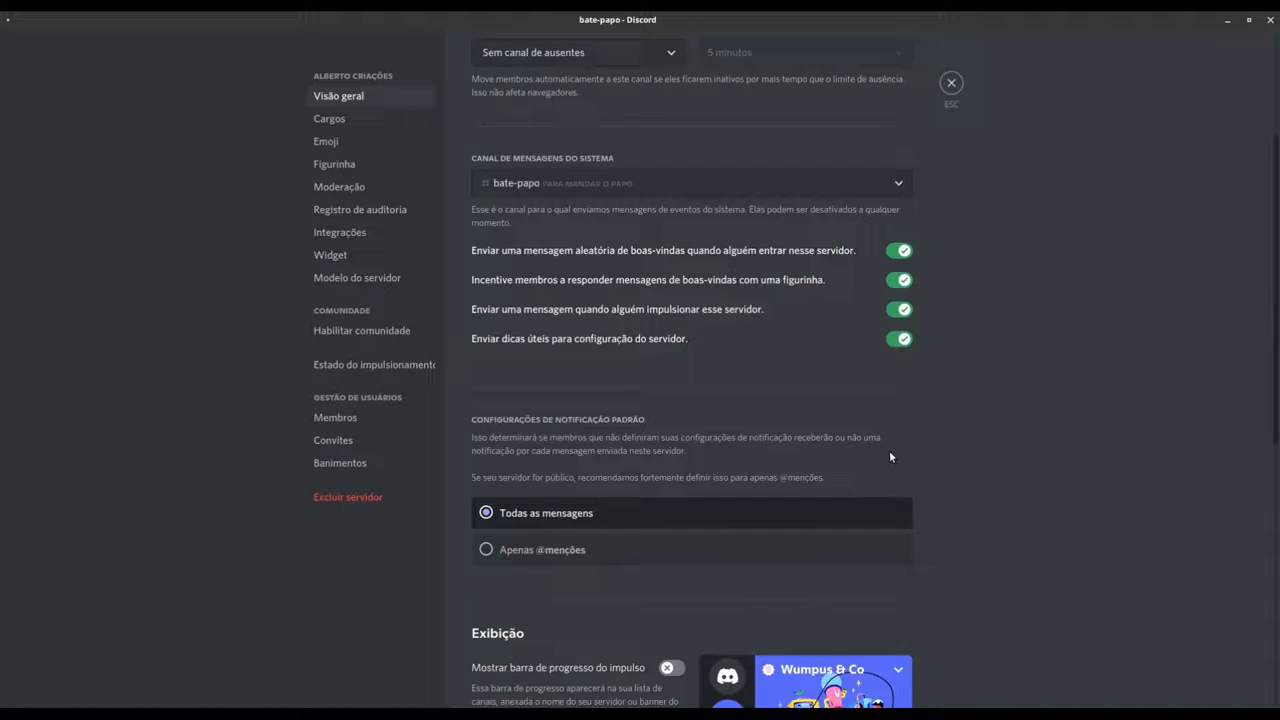 bate-papo - Discord
Sem canal de ausentes
5 minutos
Move membros automaticamente a este canal se eles ficarem inativos por mais tempo que o limite de ausência.
Isso não afeta navegadores.
ESC
ALBERTO CRIAÇÕES
Visão geral
Cargos
Emoji
Figurinha
Moderação
Registro de auditoria
Integrações
Widget
Modelo do servidor
COMUNIDADE
Habilitar comunidade
Estado do impulsionamento
GESTÃO DE USUÁRIOS
Membros
Convites
Banimentos
Excluir servidor
CANAL DE MENSAGENS DO SISTEMA
# bate-papo PARA MANDAR O PAPO
Esse é o canal para o qual enviamos mensagens de eventos do sistema. Elas podem ser desativados a qualquer
momento.
Enviar uma mensagem aleatória de boas-vindas quando alguém entrar nesse servidor.
Incentive membros a responder mensagens de boas-vindas com uma figurinha.
Enviar uma mensagem quando alguém impulsionar esse servidor.
Enviar dicas úteis para configuração do servidor.
CONFIGURAÇÕES DE NOTIFICAÇÃO PADRÃO
Isso determinará se membros que não definiram suas configurações de notificação receberão ou não uma
notificação por cada mensagem enviada neste servidor.
Se seu servidor for público, recomendamos fortemente definir isso para apenas @menções.
Todas as mensagens
Apenas @menções
Exibição
Mostrar barra de progresso do impulso
Essa barra de progresso aparecerá na sua lista de
canais, anexada o nome do seu servidor ou banner do
Wumpus & Co